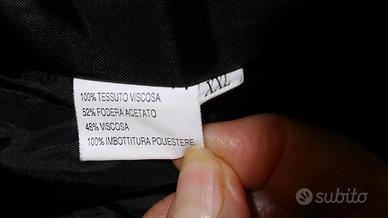 100% TESSUTO VISCOSA
52% FODERA ACETATO
48% VISCOSA
100% IMBOTTITURA POLIESTERE
XXL
subito